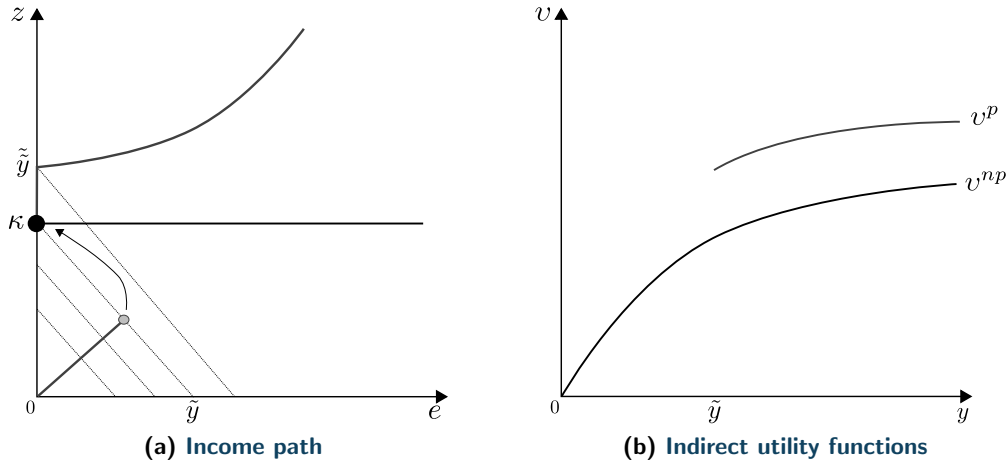 z
ỹ̃
κ
0
ỹ
e
(a) Income path
υ
υ^p
υ^{np}
0
ỹ
y
(b) Indirect utility functions